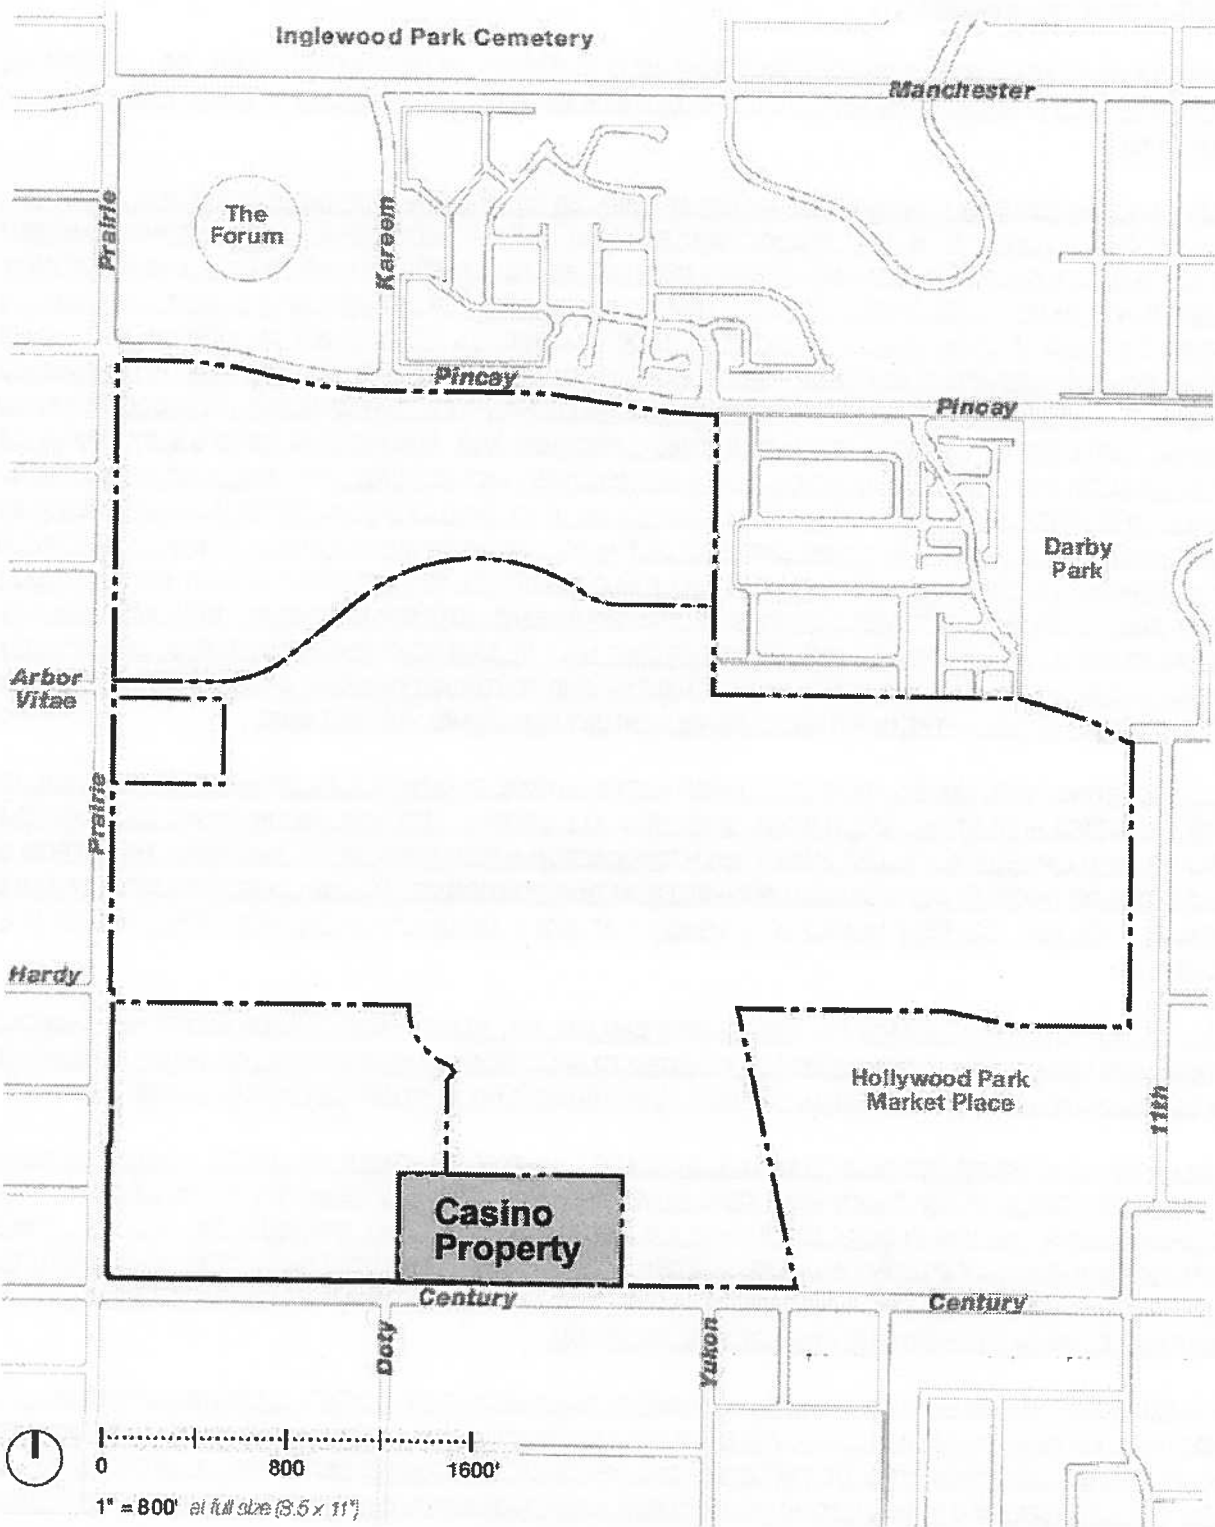 Inglewood Park Cemetery
Manchester
Prairie
The
Forum
Kareem
Pincay
Pincay
Darby
Park
Arbor
Vitae
Prairie
Hardy
Hollywood Park
Market Place
11th
Casino
Property
Century
Century
Doty
Yukon
0
800
1600'
1" = 800' at full size (8.5 x 11")